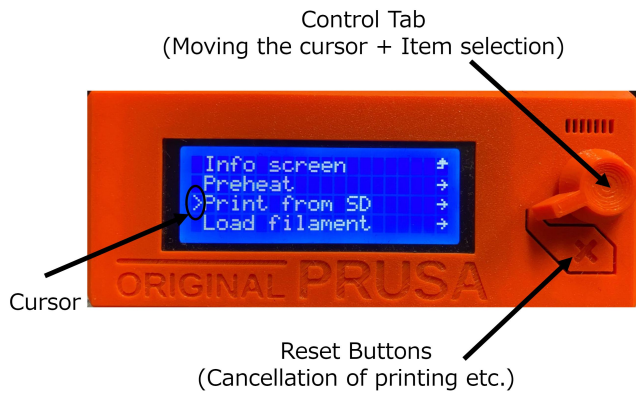 Control Tab
(Moving the cursor + Item selection)
Info screen
Preheat →
>Print from SD →
Load filament →
ORIGINAL PRUSA
Cursor
Reset Buttons
(Cancellation of printing etc.)